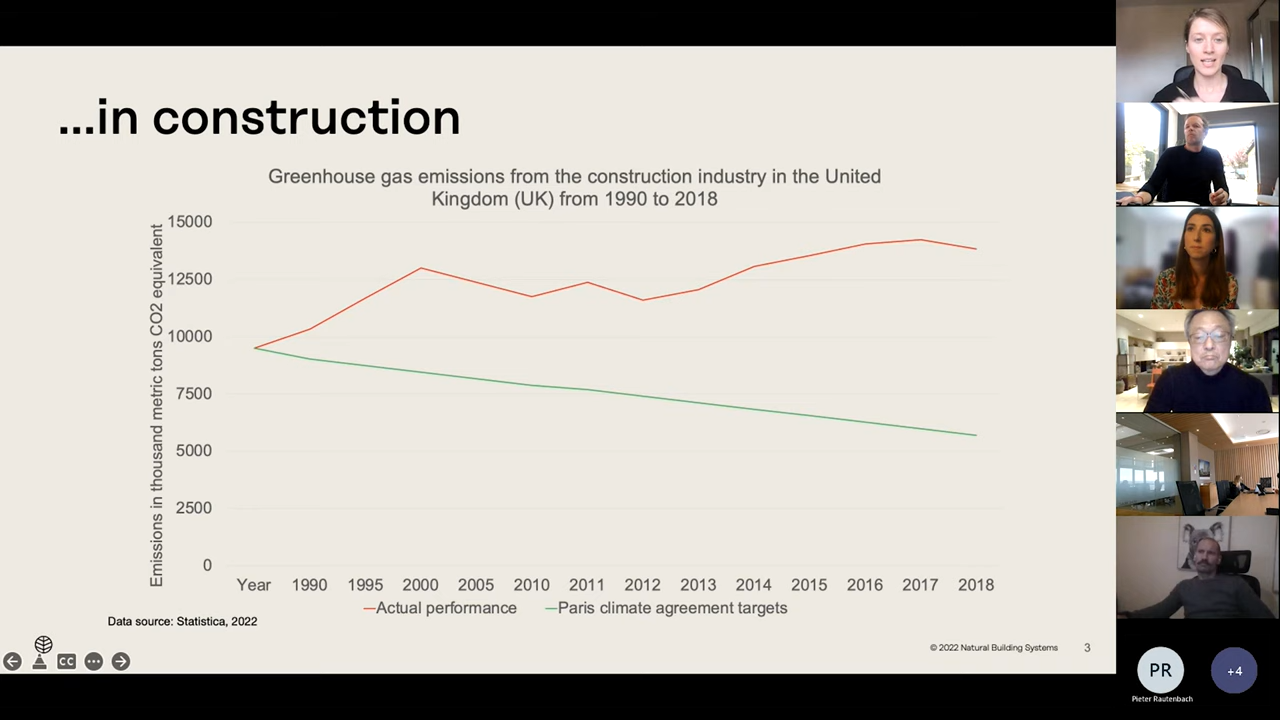 ...in construction
Greenhouse gas emissions from the construction industry in the United
Kingdom (UK) from 1990 to 2018
Emissions in thousand metric tons CO2 equivalent
15000
12500
10000
7500
5000
2500
0
Year 1990 1995 2000 2005 2010 2011 2012 2013 2014 2015 2016 2017 2018
Actual performance Paris climate agreement targets
Data source: Statistica, 2022
CC
© 2022 Natural Building Systems 3
PR
Pieter Rautenbach
+4